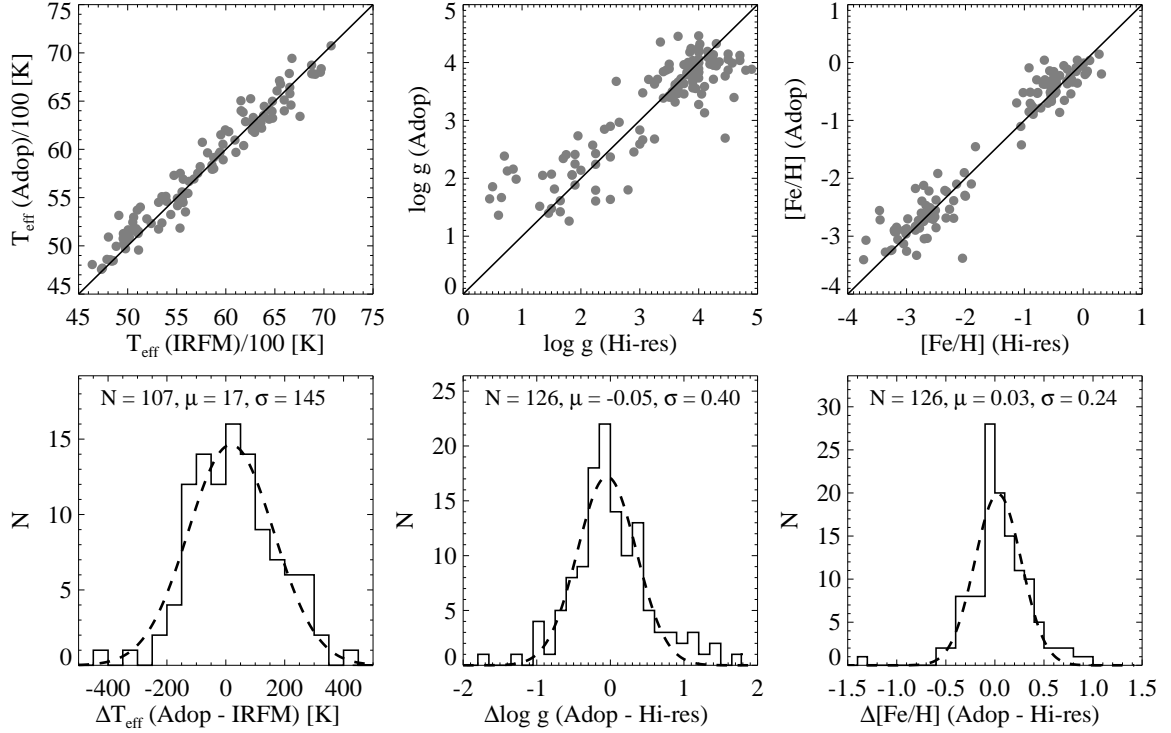 75
70
65
60
55
50
45
T_eff (Adop)/100 [K]
45 50 55 60 65 70 75
T_eff (IRFM)/100 [K]
5
4
3
2
1
0
log g (Adop)
0 1 2 3 4 5
log g (Hi-res)
1
0
-1
-2
-3
-4
[Fe/H] (Adop)
-4 -3 -2 -1 0 1
[Fe/H] (Hi-res)
N = 107, μ = 17, σ = 145
15
10
5
0
N
-400 -200 0 200 400
ΔT_eff (Adop - IRFM) [K]
N = 126, μ = -0.05, σ = 0.40
25
20
15
10
5
0
N
-2 -1 0 1 2
Δlog g (Adop - Hi-res)
N = 126, μ = 0.03, σ = 0.24
30
25
20
15
10
5
0
N
-1.5 -1.0 -0.5 0.0 0.5 1.0 1.5
Δ[Fe/H] (Adop - Hi-res)